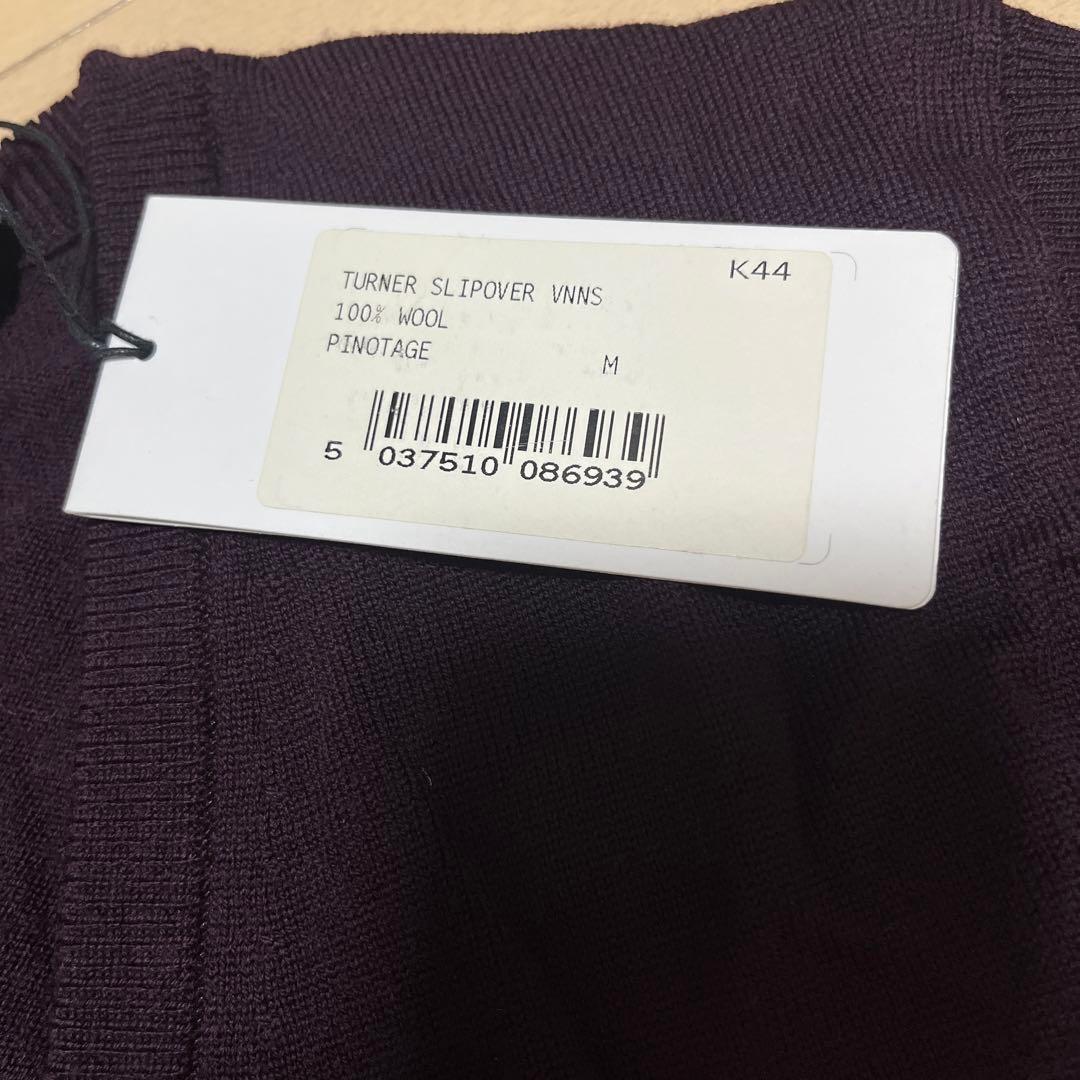 K44
TURNER SLIPOVER VNNS
100% WOOL
PINOTAGE M
5 037510 086939